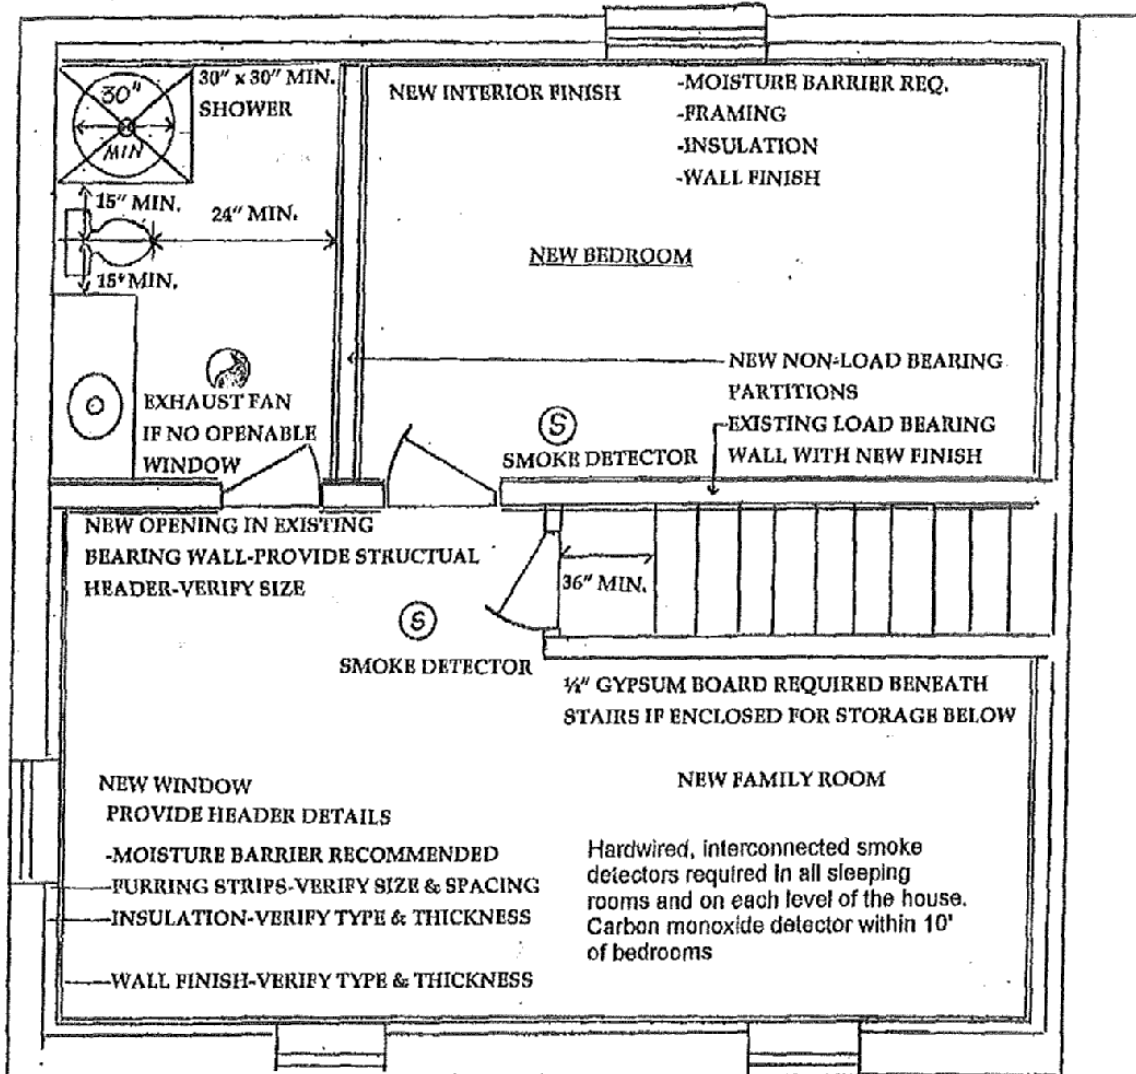 30" x 30" MIN.
SHOWER
30"
MIN
15" MIN.
24" MIN.
15" MIN.
EXHAUST FAN
IF NO OPENABLE
WINDOW
NEW INTERIOR FINISH
-MOISTURE BARRIER REQ.
-FRAMING
-INSULATION
-WALL FINISH
NEW BEDROOM
NEW NON-LOAD BEARING
PARTITIONS
EXISTING LOAD BEARING
WALL WITH NEW FINISH
S
SMOKE DETECTOR
NEW OPENING IN EXISTING
BEARING WALL-PROVIDE STRUCTUAL
HEADER-VERIFY SIZE
36" MIN.
S
SMOKE DETECTOR
½" GYPSUM BOARD REQUIRED BENEATH
STAIRS IF ENCLOSED FOR STORAGE BELOW
NEW WINDOW
PROVIDE HEADER DETAILS
-MOISTURE BARRIER RECOMMENDED
FURRING STRIPS-VERIFY SIZE & SPACING
INSULATION-VERIFY TYPE & THICKNESS
WALL FINISH-VERIFY TYPE & THICKNESS
NEW FAMILY ROOM
Hardwired, interconnected smoke
detectors required in all sleeping
rooms and on each level of the house.
Carbon monoxide detector within 10'
of bedrooms